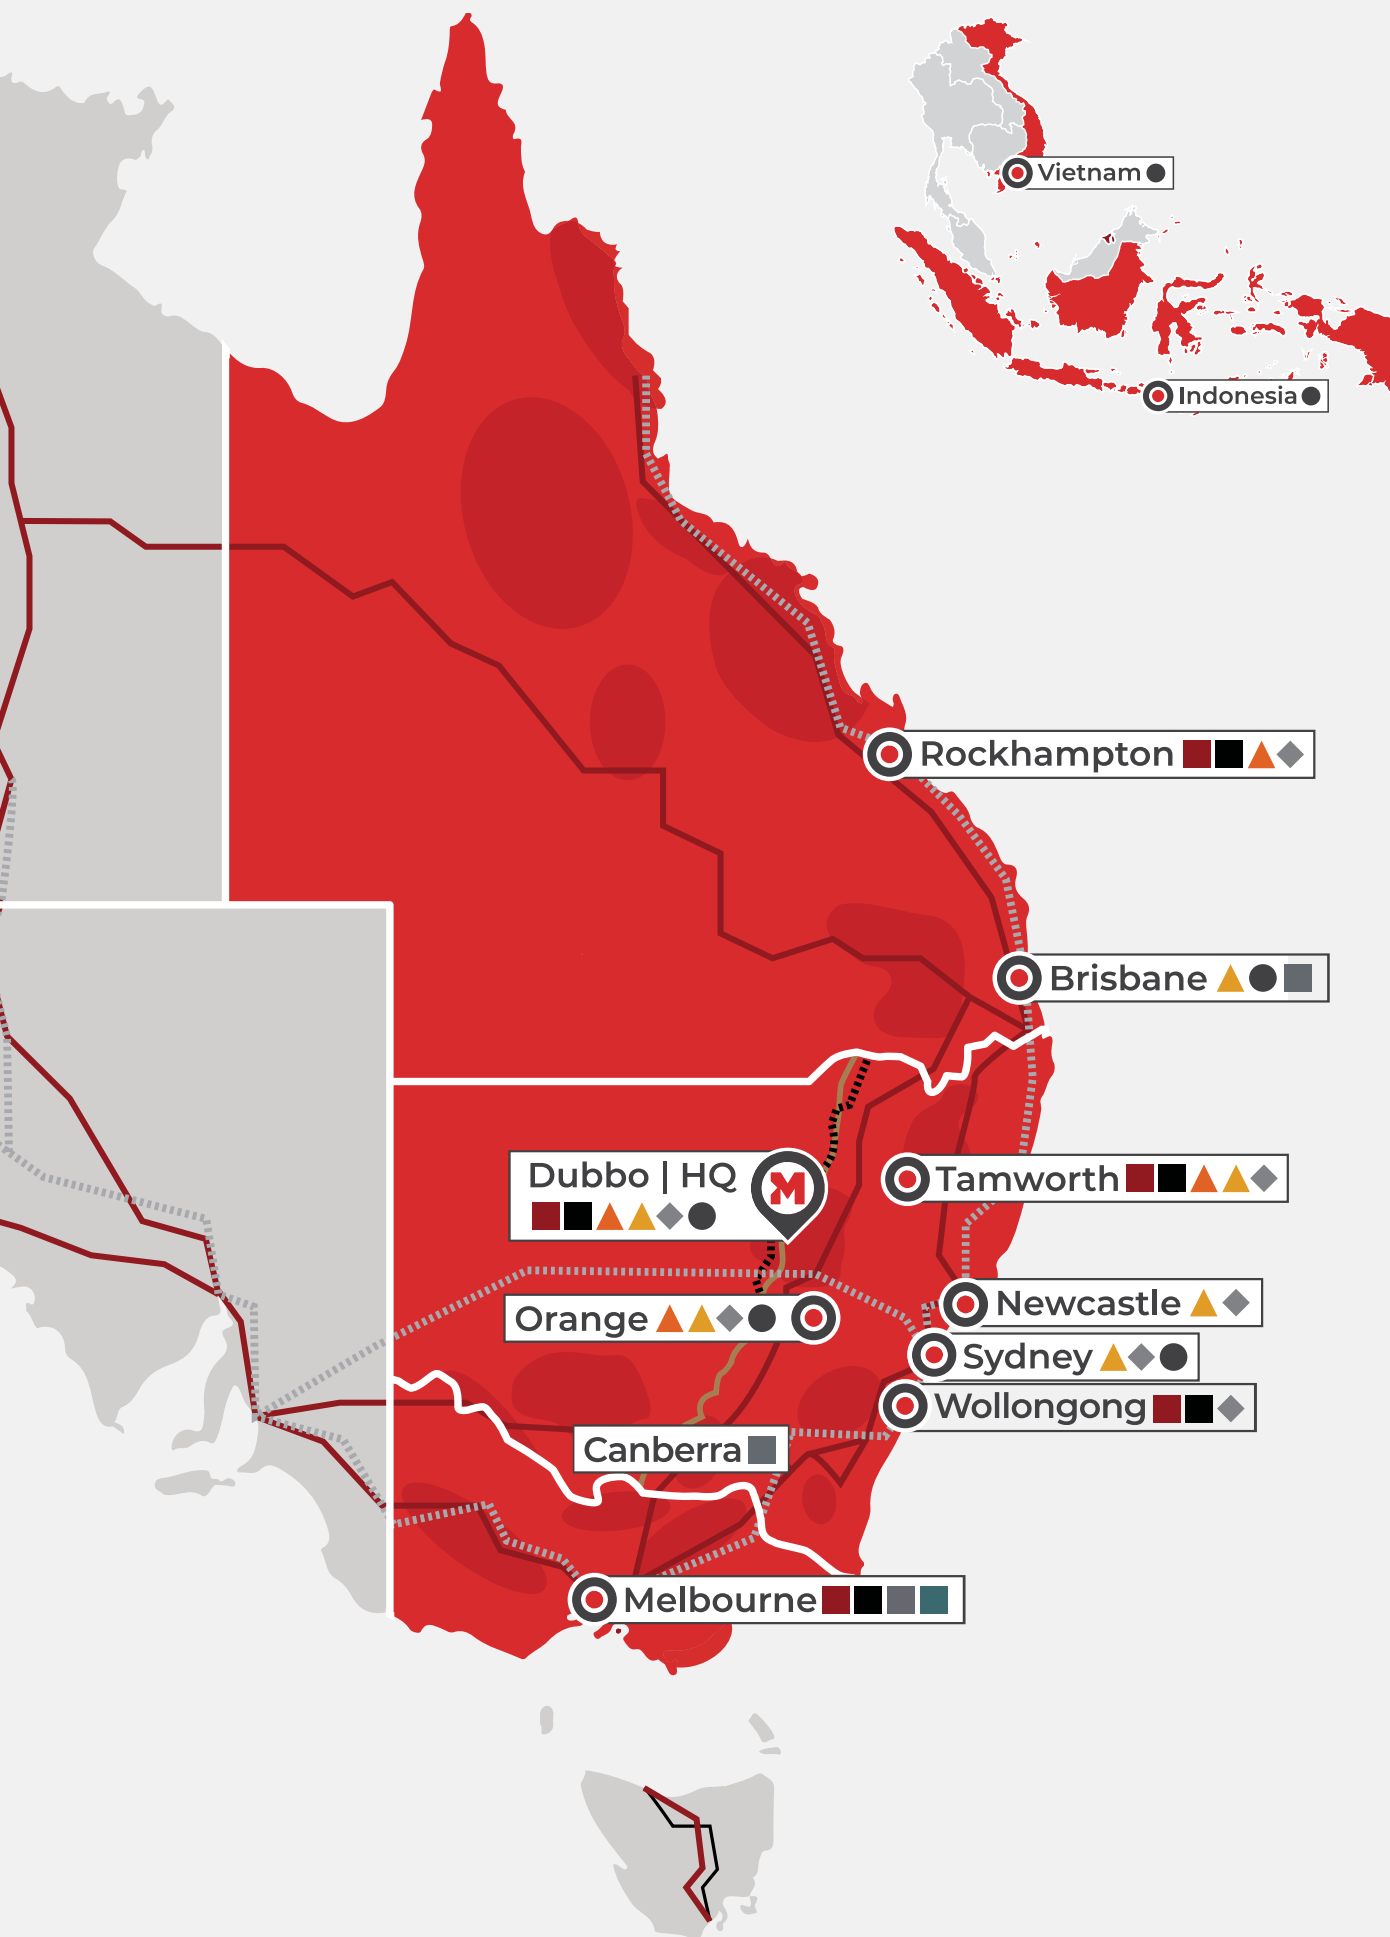 Vietnam
Indonesia
Rockhampton
Brisbane
Dubbo | HQ
M
Tamworth
Orange
Newcastle
Sydney
Wollongong
Canberra
Melbourne